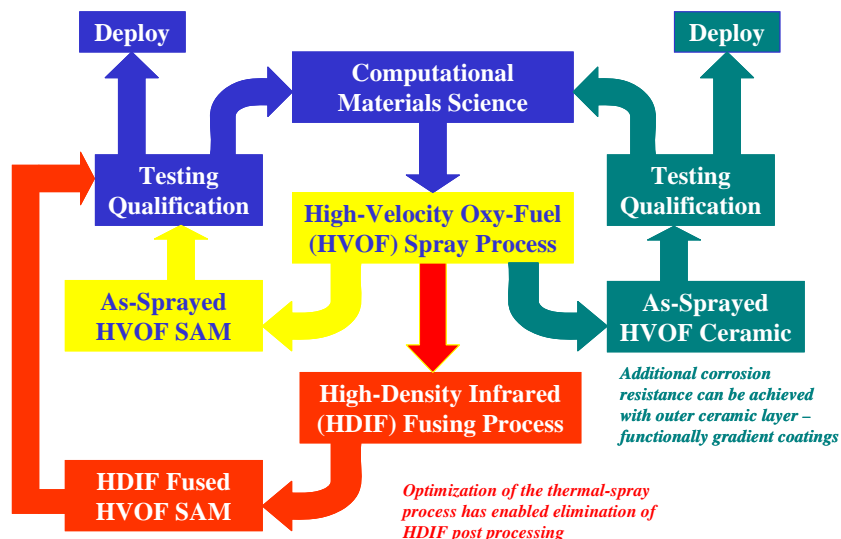 Deploy
Deploy
Computational
Materials Science
Testing
Qualification
Testing
Qualification
High-Velocity Oxy-Fuel
(HVOF) Spray Process
As-Sprayed
HVOF SAM
As-Sprayed
HVOF Ceramic
Additional corrosion
resistance can be achieved
with outer ceramic layer –
functionally gradient coatings
High-Density Infrared
(HDIF) Fusing Process
HDIF Fused
HVOF SAM
Optimization of the thermal-spray
process has enabled elimination of
HDIF post processing